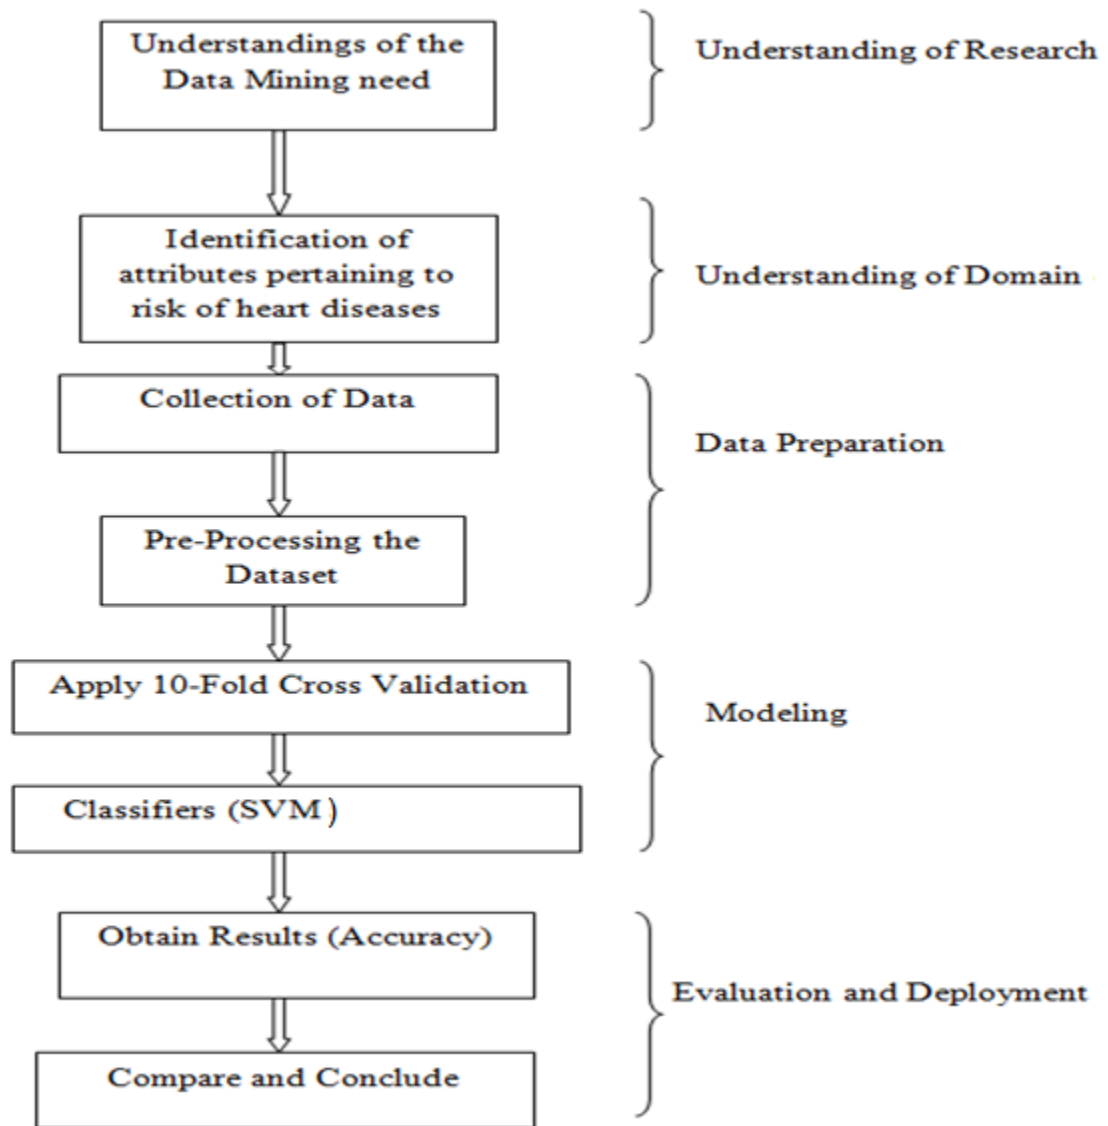 Understandings of the
Data Mining need
Understanding of Research
Identification of
attributes pertaining to
risk of heart diseases
Understanding of Domain
Collection of Data
Data Preparation
Pre-Processing the
Dataset
Apply 10-Fold Cross Validation
Modeling
Classifiers (SVM)
Obtain Results (Accuracy)
Evaluation and Deployment
Compare and Conclude